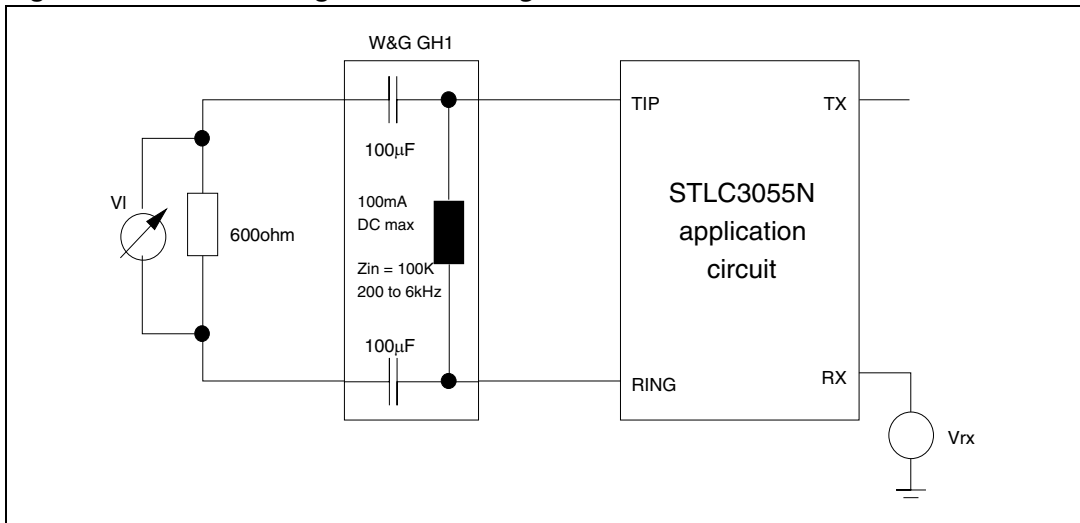 W&G GH1
TIP
TX
100µF
VI
600ohm
100mA
DC max
Zin = 100K
200 to 6kHz
STLC3055N
application
circuit
100µF
RING
RX
Vrx